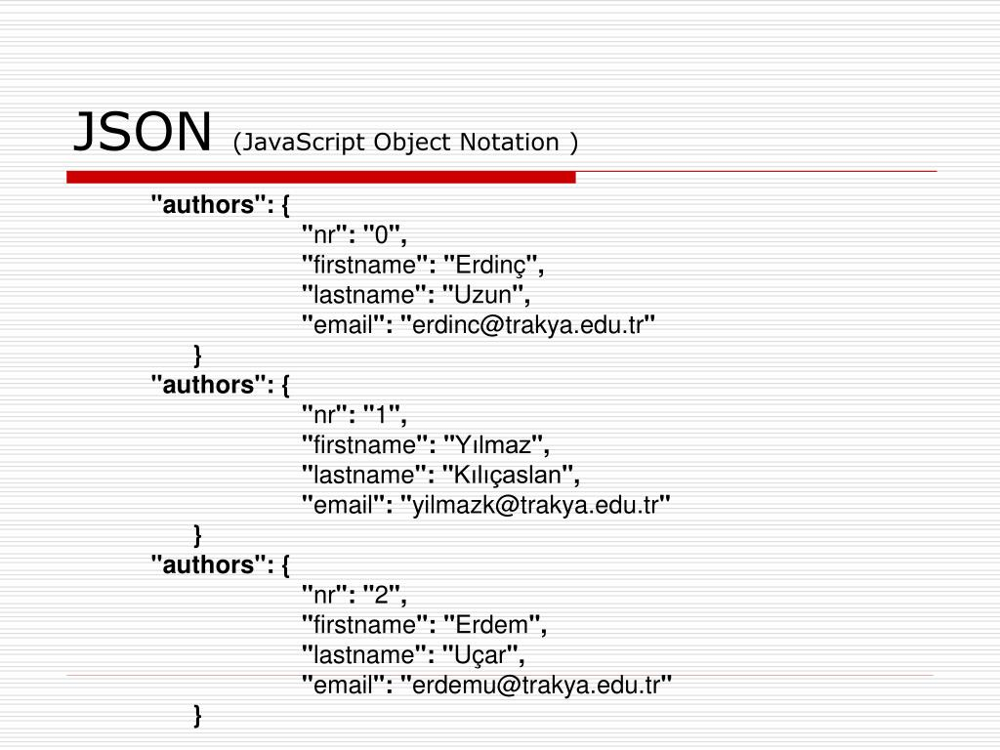 JSON (JavaScript Object Notation )
"authors": {
"nr": "0",
"firstname": "Erdinç",
"lastname": "Uzun",
"email": "erdinc@trakya.edu.tr"
}
"authors": {
"nr": "1",
"firstname": "Yılmaz",
"lastname": "Kılıçaslan",
"email": "yilmazk@trakya.edu.tr"
}
"authors": {
"nr": "2",
"firstname": "Erdem",
"lastname": "Uçar",
"email": "erdemu@trakya.edu.tr"
}